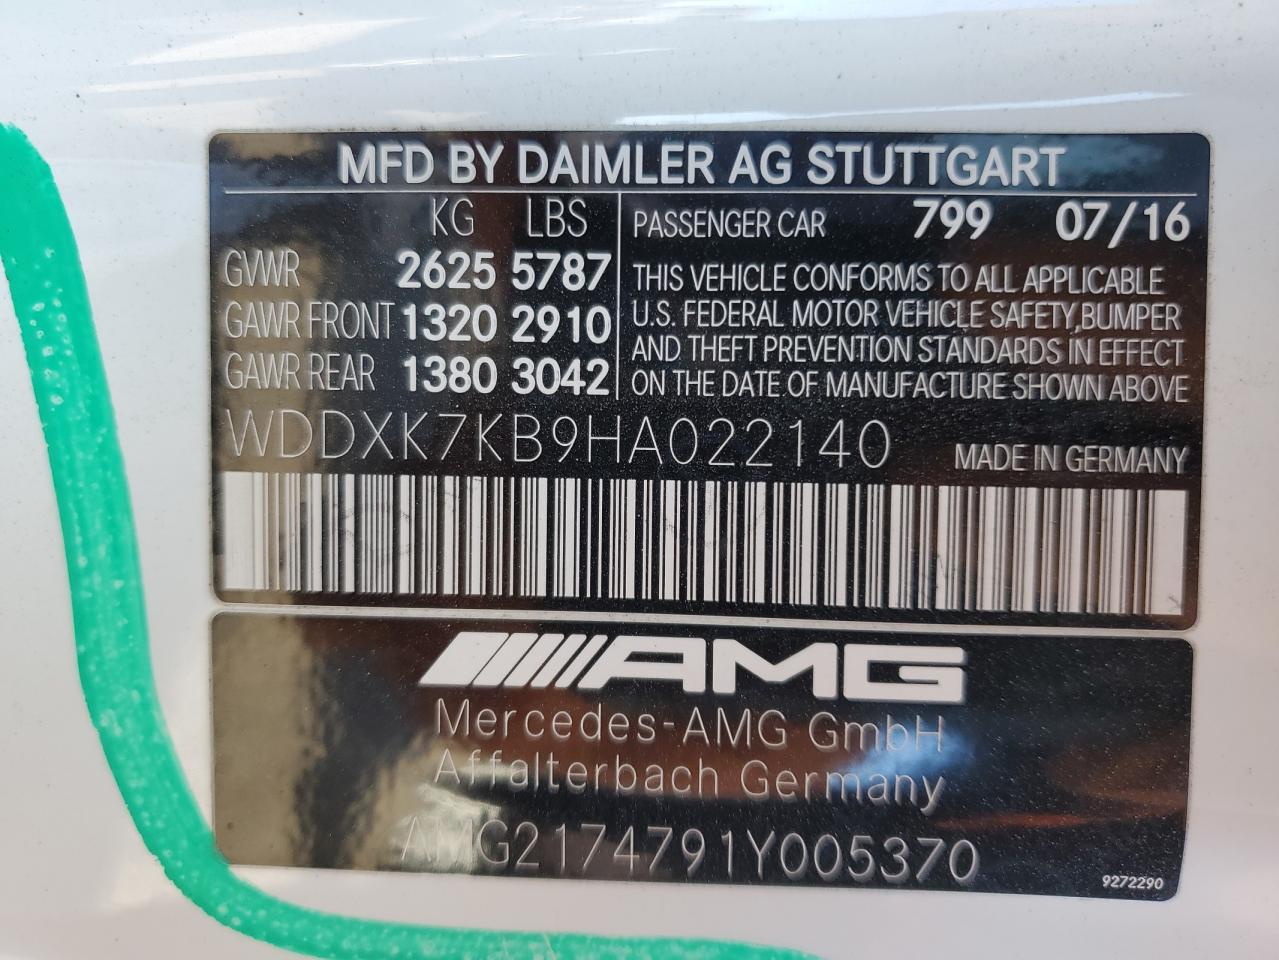 MFD BY DAIMLER AG STUTTGART
KG LBS
GVWR 2625 5787
GAWR FRONT 1320 2910
GAWR REAR 1380 3042
PASSENGER CAR 799 07/16
THIS VEHICLE CONFORMS TO ALL APPLICABLE
U.S. FEDERAL MOTOR VEHICLE SAFETY,BUMPER
AND THEFT PREVENTION STANDARDS IN EFFECT
ON THE DATE OF MANUFACTURE SHOWN ABOVE
WDDXK7KB9HA022140
MADE IN GERMANY
AMG
Mercedes-AMG GmbH
Affalterbach Germany
AMG2174791Y005370
9272290